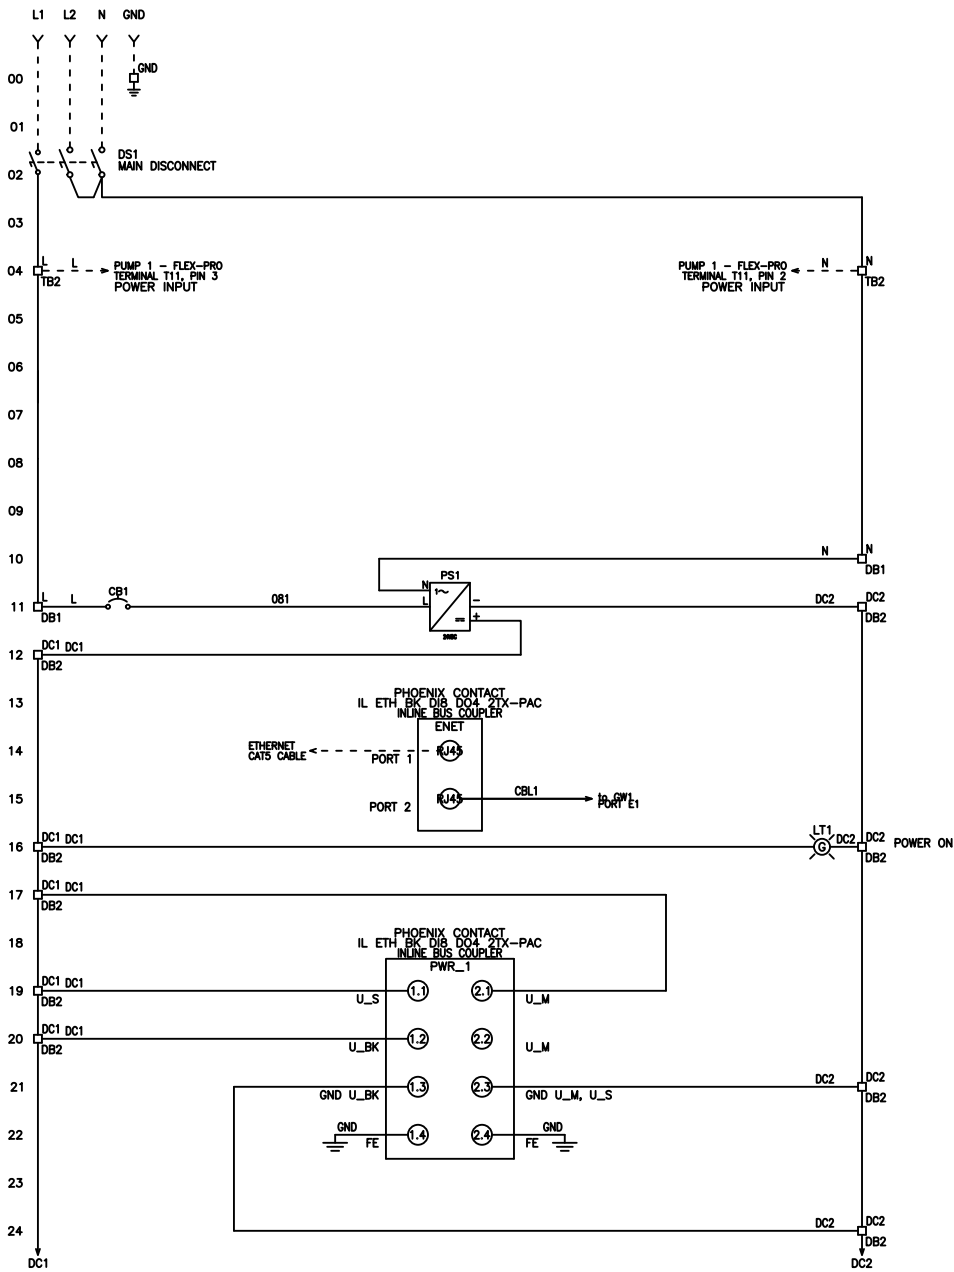 L1 L2 N GND
00 GND
01
DS1
MAIN DISCONNECT
02
03
L L PUMP 1 - FLEX-PRO PUMP 1 - FLEX-PRO N N
04 TERMINAL T11, PIN 3 TERMINAL T11, PIN 2
TB2 POWER INPUT POWER INPUT TB2
05
06
07
08
09
10 N N
DB1
PS1
L L CB1 N 1~ - DC2 DC2
11 081 L +
DB1 DB2
DC1 DC1
12
DB2
PHOENIX CONTACT
13 IL ETH BK DI8 DO4 2TX-PAC
INLINE BUS COUPLER
ENET
ETHERNET
14 CAT5 CABLE PORT 1 RJ45
15 PORT 2 RJ45 CBL1 to GW1
PORT E1
DC1 DC1 LT1 DC2 DC2
16 G POWER ON
DB2 DB2
DC1 DC1
17
DB2
PHOENIX CONTACT
18 IL ETH BK DI8 DO4 2TX-PAC
INLINE BUS COUPLER
PWR_1
DC1 DC1
19 1.1 2.1
DB2 U_S U_M
DC1 DC1
20 1.2 2.2
DB2 U_BK U_M
DC2 DC2
21 1.3 2.3
GND U_BK GND U_M, U_S DB2
GND GND
22 1.4 2.4
FE FE
23
DC2 DC2
24
DB2
DC1 DC2